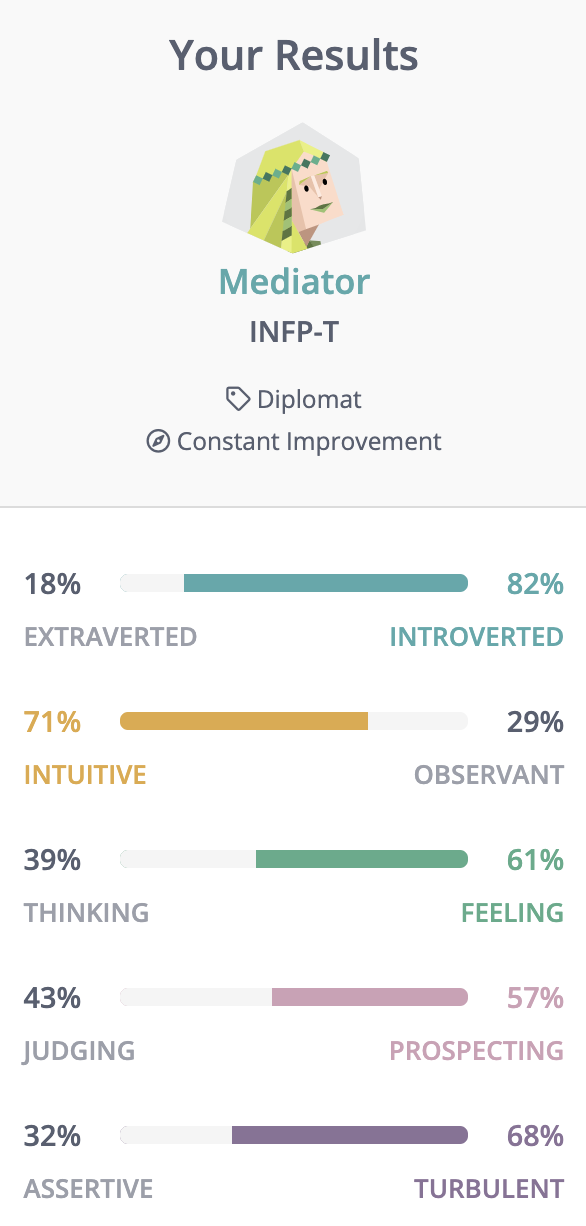 Your Results
Mediator
INFP-T
Diplomat
Constant Improvement
18% 82%
EXTRAVERTED INTROVERTED
71% 29%
INTUITIVE OBSERVANT
39% 61%
THINKING FEELING
43% 57%
JUDGING PROSPECTING
32% 68%
ASSERTIVE TURBULENT